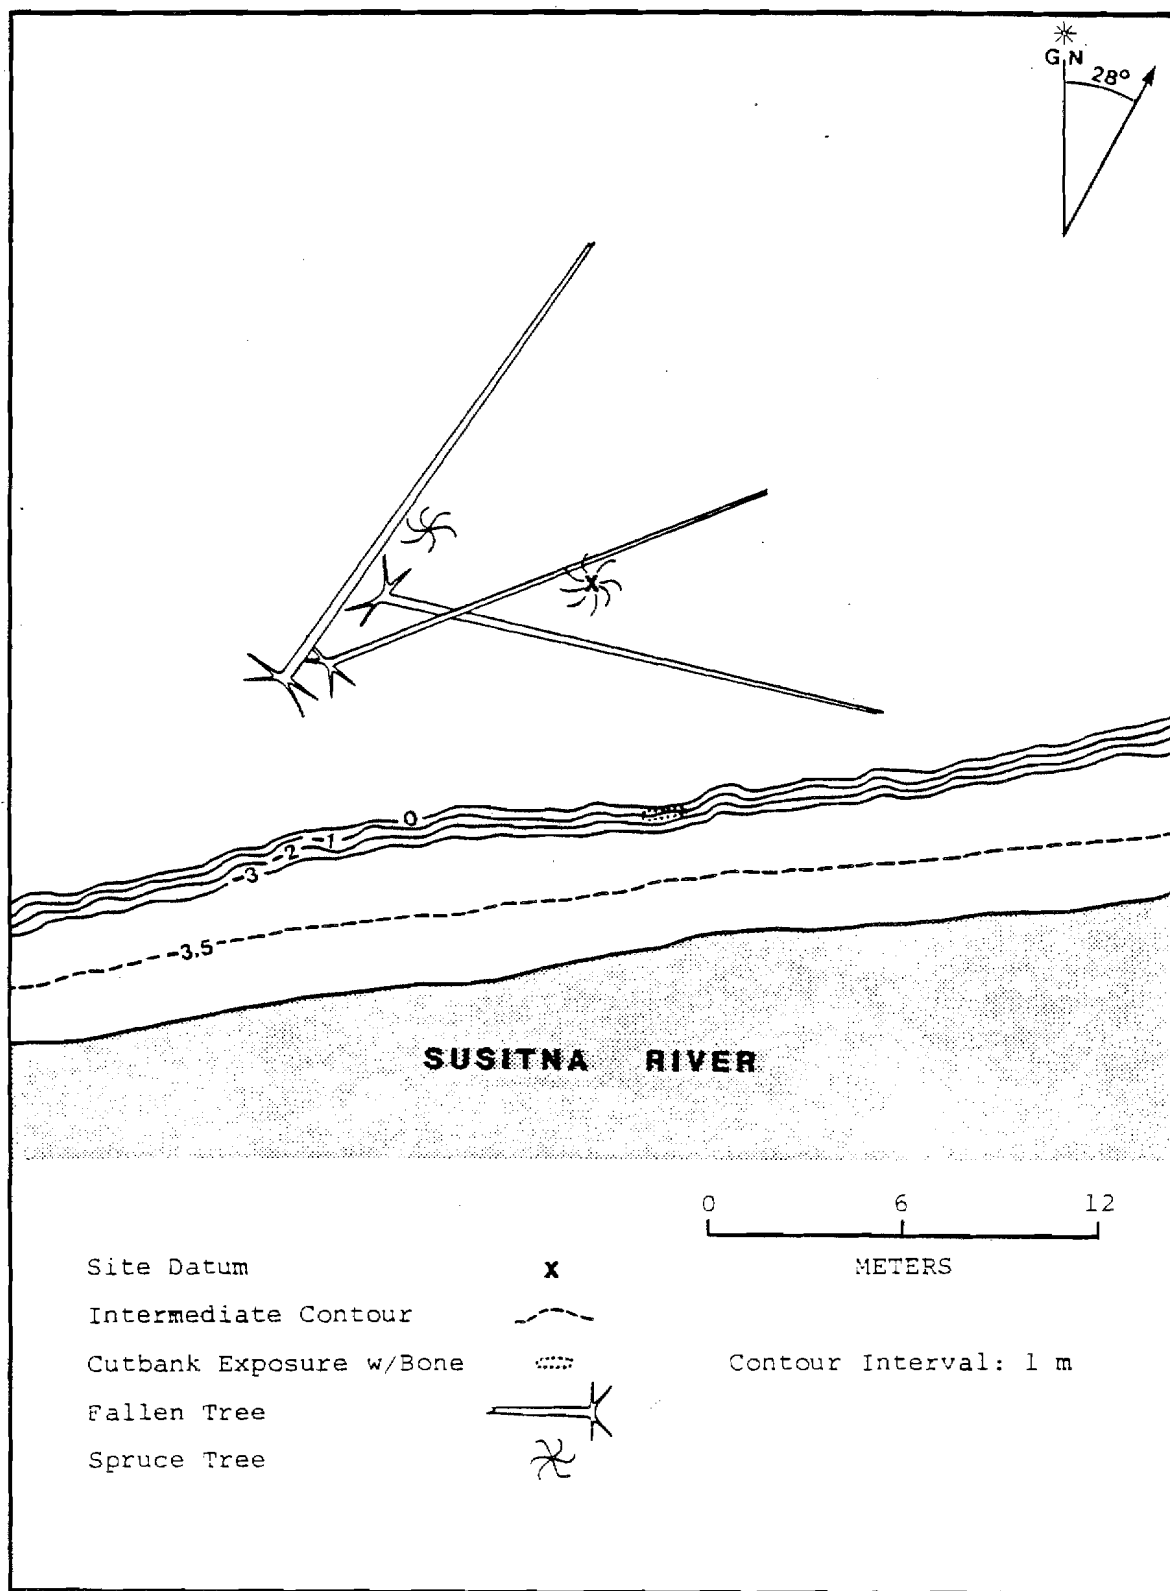 GN
28°
0
-1
-2
-3
-3.5
SUSITNA RIVER
0 6 12
METERS
Site Datum x
Intermediate Contour
Cutbank Exposure w/Bone
Contour Interval: 1 m
Fallen Tree
Spruce Tree